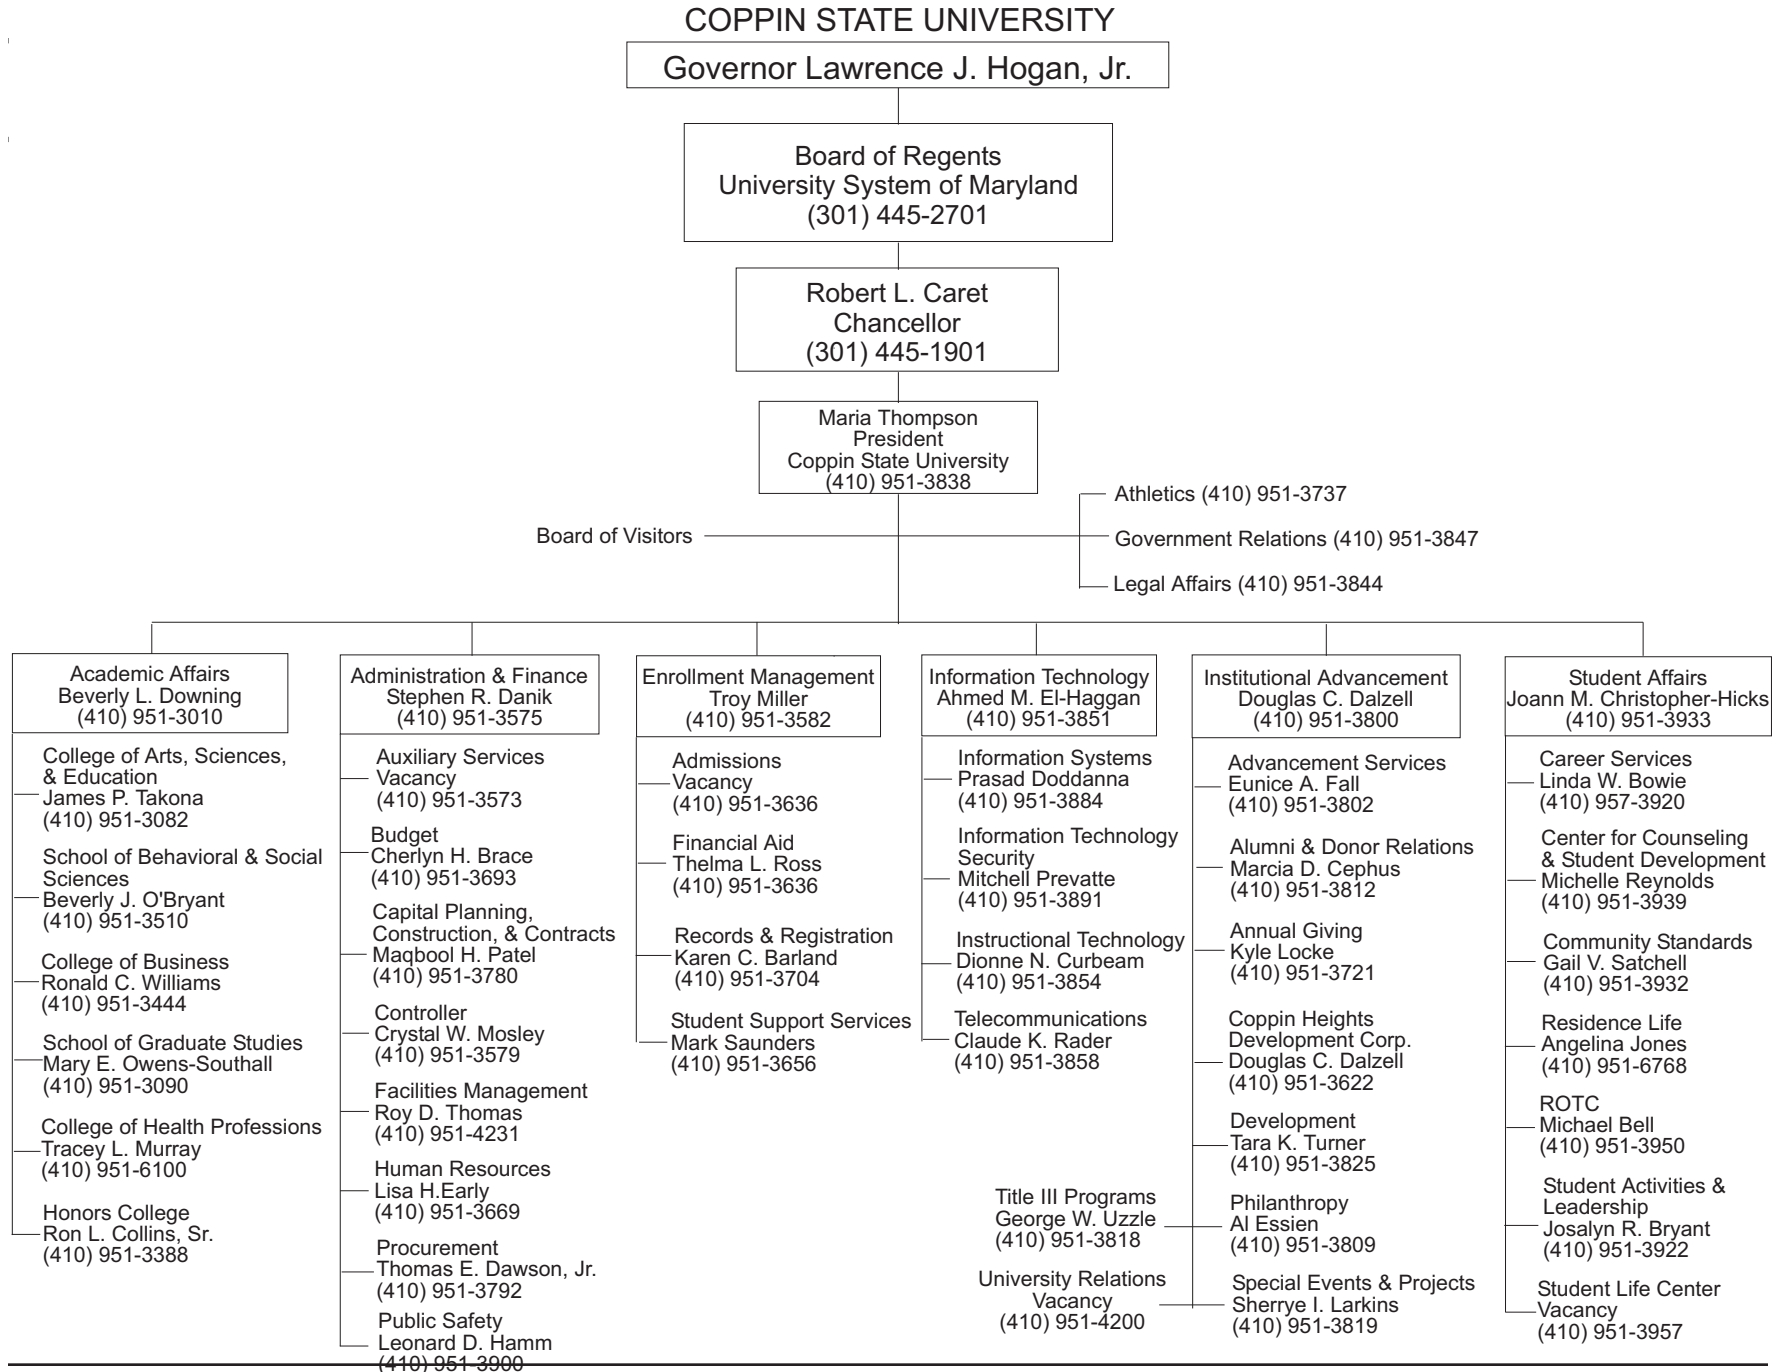 COPPIN STATE UNIVERSITY
Governor Lawrence J. Hogan, Jr.
Board of Regents
University System of Maryland
(301) 445-2701
Robert L. Caret
Chancellor
(301) 445-1901
Maria Thompson
President
Coppin State University
(410) 951-3838
Board of Visitors
Athletics (410) 951-3737
Government Relations (410) 951-3847
Legal Affairs (410) 951-3844
Academic Affairs
Beverly L. Downing
(410) 951-3010
College of Arts, Sciences,
& Education
James P. Takona
(410) 951-3082
School of Behavioral & Social
Sciences
Beverly J. O'Bryant
(410) 951-3510
College of Business
Ronald C. Williams
(410) 951-3444
School of Graduate Studies
Mary E. Owens-Southall
(410) 951-3090
College of Health Professions
Tracey L. Murray
(410) 951-6100
Honors College
Ron L. Collins, Sr.
(410) 951-3388
Administration & Finance
Stephen R. Danik
(410) 951-3575
Auxiliary Services
Vacancy
(410) 951-3573
Budget
Cherlyn H. Brace
(410) 951-3693
Capital Planning,
Construction, & Contracts
Maqbool H. Patel
(410) 951-3780
Controller
Crystal W. Mosley
(410) 951-3579
Facilities Management
Roy D. Thomas
(410) 951-4231
Human Resources
Lisa H.Early
(410) 951-3669
Procurement
Thomas E. Dawson, Jr.
(410) 951-3792
Public Safety
Leonard D. Hamm
(410) 951-3900
Enrollment Management
Troy Miller
(410) 951-3582
Admissions
Vacancy
(410) 951-3636
Financial Aid
Thelma L. Ross
(410) 951-3636
Records & Registration
Karen C. Barland
(410) 951-3704
Student Support Services
Mark Saunders
(410) 951-3656
Information Technology
Ahmed M. El-Haggan
(410) 951-3851
Information Systems
Prasad Doddanna
(410) 951-3884
Information Technology
Security
Mitchell Prevatte
(410) 951-3891
Instructional Technology
Dionne N. Curbeam
(410) 951-3854
Telecommunications
Claude K. Rader
(410) 951-3858
Institutional Advancement
Douglas C. Dalzell
(410) 951-3800
Advancement Services
Eunice A. Fall
(410) 951-3802
Alumni & Donor Relations
Marcia D. Cephus
(410) 951-3812
Annual Giving
Kyle Locke
(410) 951-3721
Coppin Heights
Development Corp.
Douglas C. Dalzell
(410) 951-3622
Development
Tara K. Turner
(410) 951-3825
Title III Programs
George W. Uzzle
(410) 951-3818
Philanthropy
Al Essien
(410) 951-3809
University Relations
Vacancy
(410) 951-4200
Special Events & Projects
Sherrye I. Larkins
(410) 951-3819
Student Affairs
Joann M. Christopher-Hicks
(410) 951-3933
Career Services
Linda W. Bowie
(410) 957-3920
Center for Counseling
& Student Development
Michelle Reynolds
(410) 951-3939
Community Standards
Gail V. Satchell
(410) 951-3932
Residence Life
Angelina Jones
(410) 951-6768
ROTC
Michael Bell
(410) 951-3950
Student Activities &
Leadership
Josalyn R. Bryant
(410) 951-3922
Student Life Center
Vacancy
(410) 951-3957